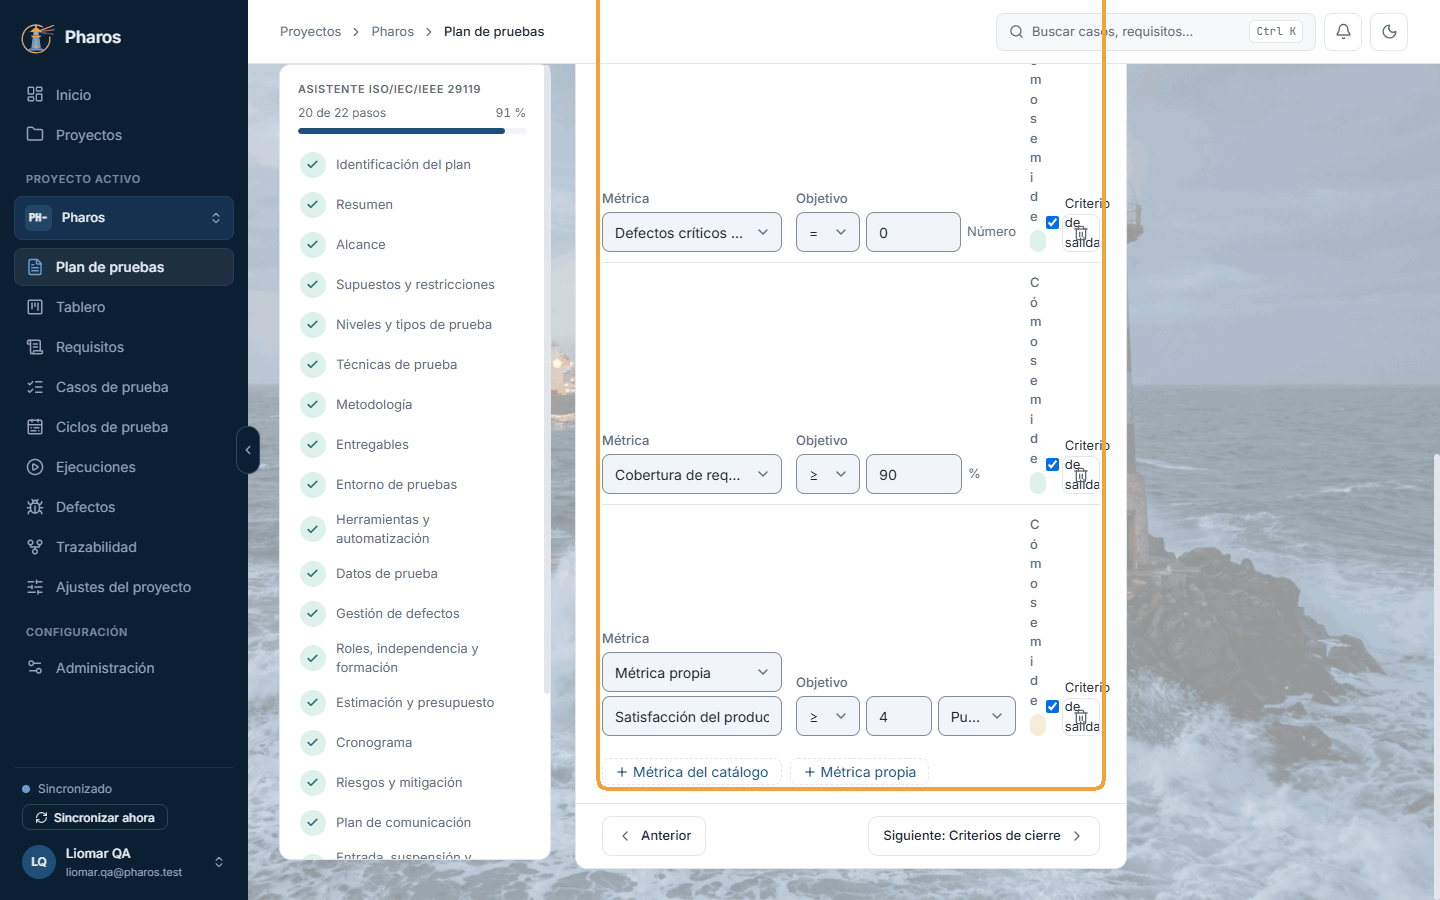 Pharos
Inicio
Proyectos
PROYECTO ACTIVO
PH-
Pharos
Plan de pruebas
Tablero
Requisitos
Casos de prueba
Ciclos de prueba
Ejecuciones
Defectos
Trazabilidad
Ajustes del proyecto
CONFIGURACIÓN
Administración
Sincronizado
Sincronizar ahora
LQ
Liomar QA
liomar.qa@pharos.test
Proyectos
Pharos
Plan de pruebas
Buscar casos, requisitos...
Ctrl K
ASISTENTE ISO/IEC/IEEE 29119
20 de 22 pasos
91 %
Identificación del plan
Resumen
Alcance
Supuestos y restricciones
Niveles y tipos de prueba
Técnicas de prueba
Metodología
Entregables
Entorno de pruebas
Herramientas y
automatización
Datos de prueba
Gestión de defectos
Roles, independencia y
formación
Estimación y presupuesto
Cronograma
Riesgos y mitigación
Plan de comunicación
Entrada, suspensión y
Métrica
Defectos críticos ...
Objetivo
=
0
Número
m
o
s
e
m
i
d
e
Criterio
de
salida
Métrica
Cobertura de req...
Objetivo
≥
90
%
C
ó
m
o
s
e
m
i
d
e
Criterio
de
salida
Métrica
Métrica propia
Satisfacción del produc
Objetivo
≥
4
Pu...
C
ó
m
o
s
e
m
i
d
e
Criterio
de
salida
+ Métrica del catálogo
+ Métrica propia
Anterior
Siguiente: Criterios de cierre